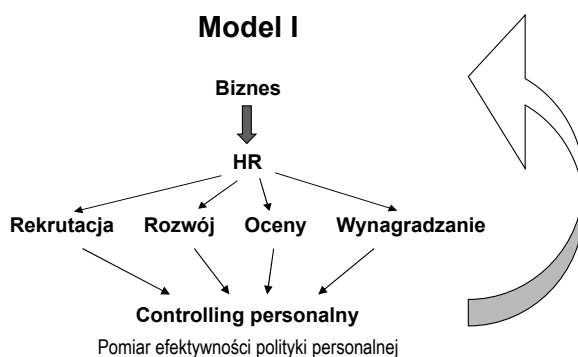 Model I
Biznes
HR
Rekrutacja Rozwój Oceny Wynagradzanie
Controlling personalny
Pomiar efektywności polityki personalnej